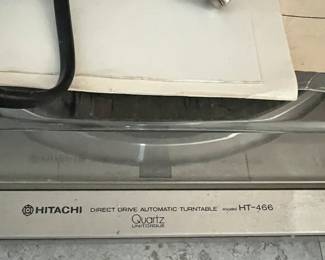 HITACHI DIRECT DRIVE AUTOMATIC TURNTABLE model HT-466
Quartz
UNITORQUE